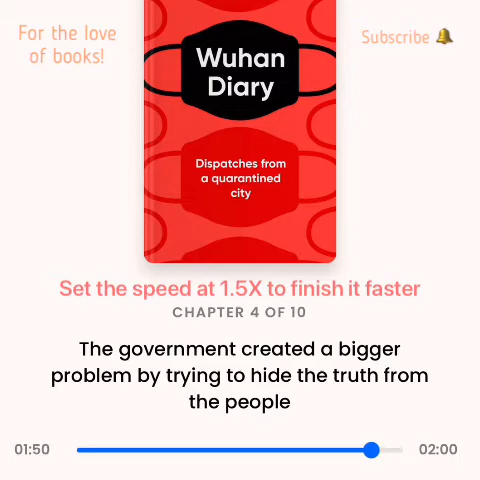 For the love
of books!
Subscribe
Wuhan
Diary
Dispatches from
a quarantined
city
Set the speed at 1.5X to finish it faster
CHAPTER 4 OF 10
The government created a bigger
problem by trying to hide the truth from
the people
01:50
02:00